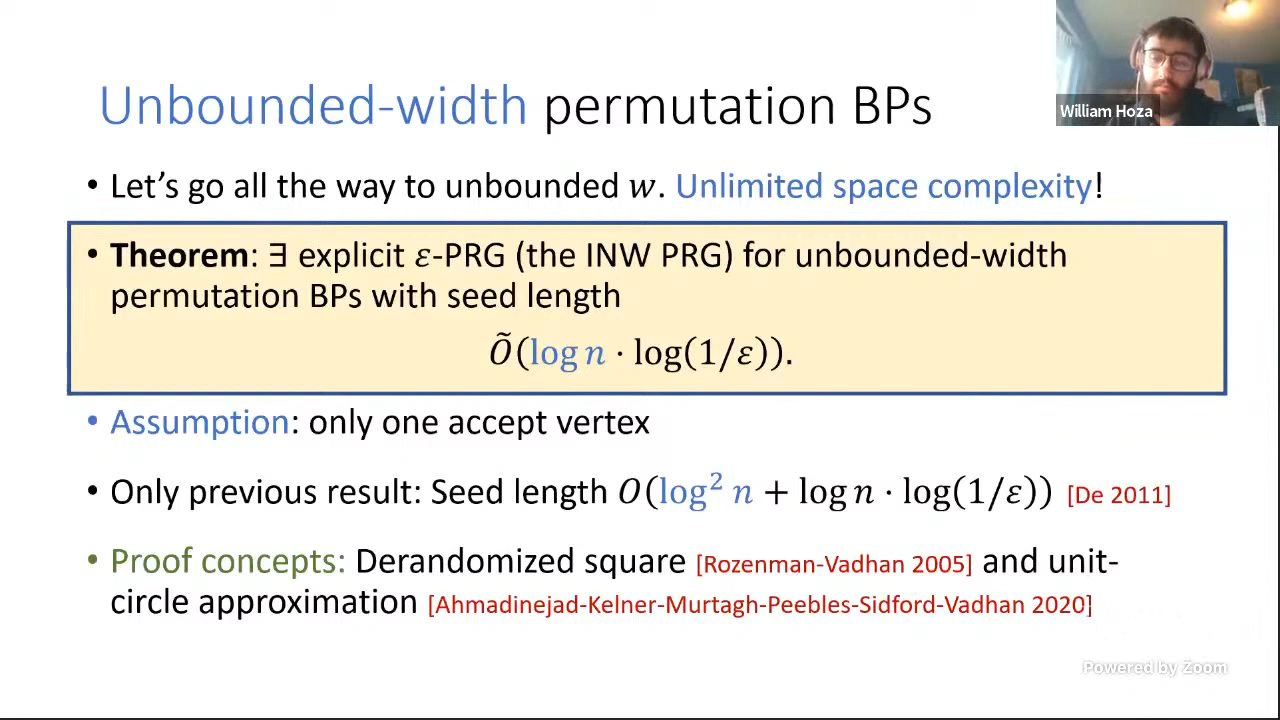 William Hoza
Unbounded-width permutation BPs
• Let's go all the way to unbounded 𝑤. Unlimited space complexity!
• Theorem: ∃ explicit 𝜀-PRG (the INW PRG) for unbounded-width
permutation BPs with seed length
Õ(log 𝑛 · log(1/𝜀)).
• Assumption: only one accept vertex
• Only previous result: Seed length 𝑂(log² 𝑛 + log 𝑛 · log(1/𝜀)) [De 2011]
• Proof concepts: Derandomized square [Rozenman-Vadhan 2005] and unit-
circle approximation [Ahmadinejad-Kelner-Murtagh-Peebles-Sidford-Vadhan 2020]
Powered by Zoom